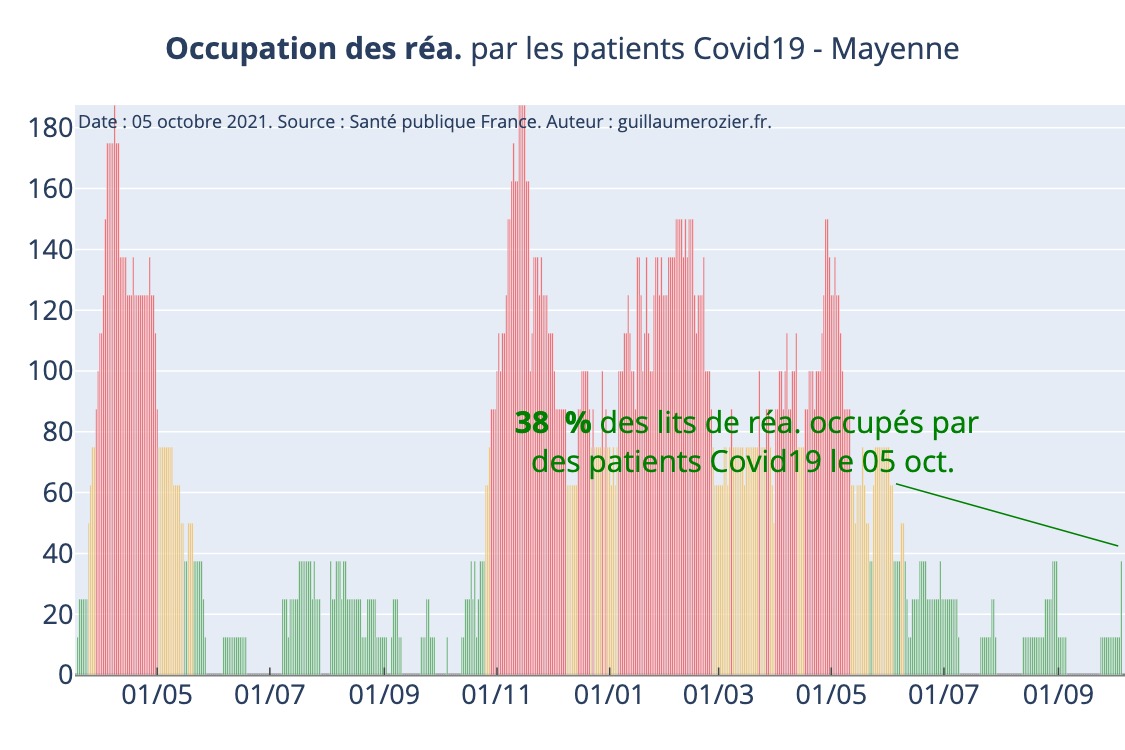 Occupation des réa. par les patients Covid19 - Mayenne
Date : 05 octobre 2021. Source : Santé publique France. Auteur : guillaumerozier.fr.
180
160
140
120
100
80
60
40
20
0
38 % des lits de réa. occupés par
des patients Covid19 le 05 oct.
01/05 01/07 01/09 01/11 01/01 01/03 01/05 01/07 01/09